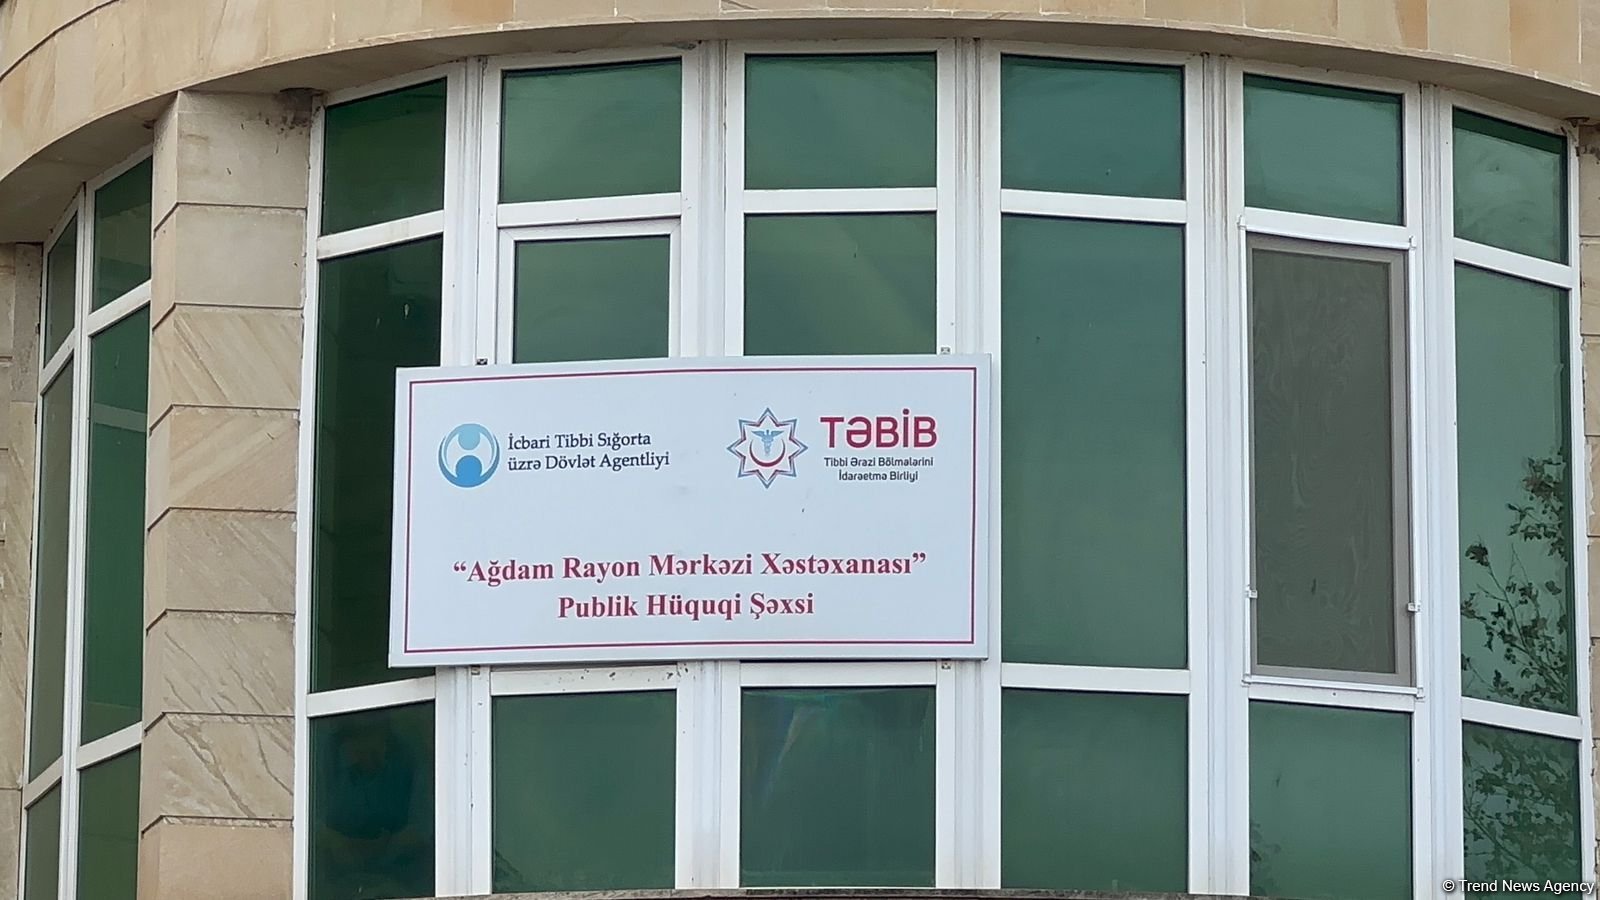 İcbari Tibbi Sığorta
üzrə Dövlət Agentliyi
TƏBİB
Tibbi Ərazi Bölmələrini
İdarəetmə Birliyi
“Ağdam Rayon Mərkəzi Xəstəxanası”
Publik Hüquqi Şəxsi
© Trend News Agency